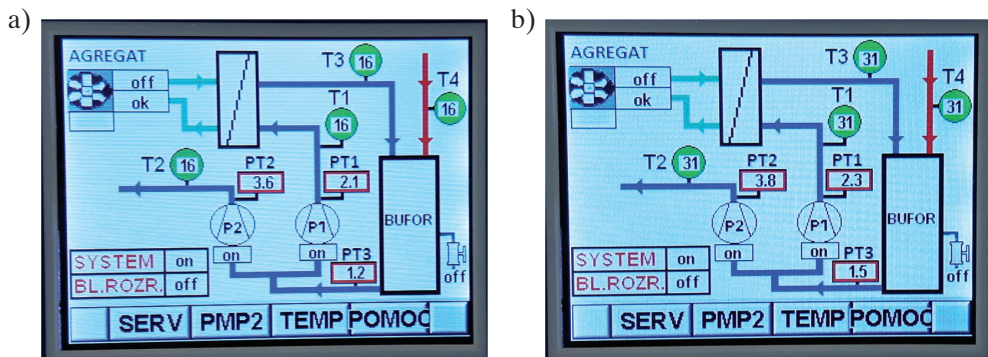 a)
AGREGAT
off
ok
T3
16
T1
16
T4
16
T2
16
PT2
3.6
PT1
2.1
P2
on
P1
on
BUFOR
PT3
1.2
off
SYSTEM on
BL.ROZR. off
SERV PMP2 TEMP POMOC
b)
AGREGAT
off
ok
T3
31
T1
31
T4
31
T2
31
PT2
3.8
PT1
2.3
P2
on
P1
on
BUFOR
PT3
1.5
off
SYSTEM on
BL.ROZR. off
SERV PMP2 TEMP POMOC